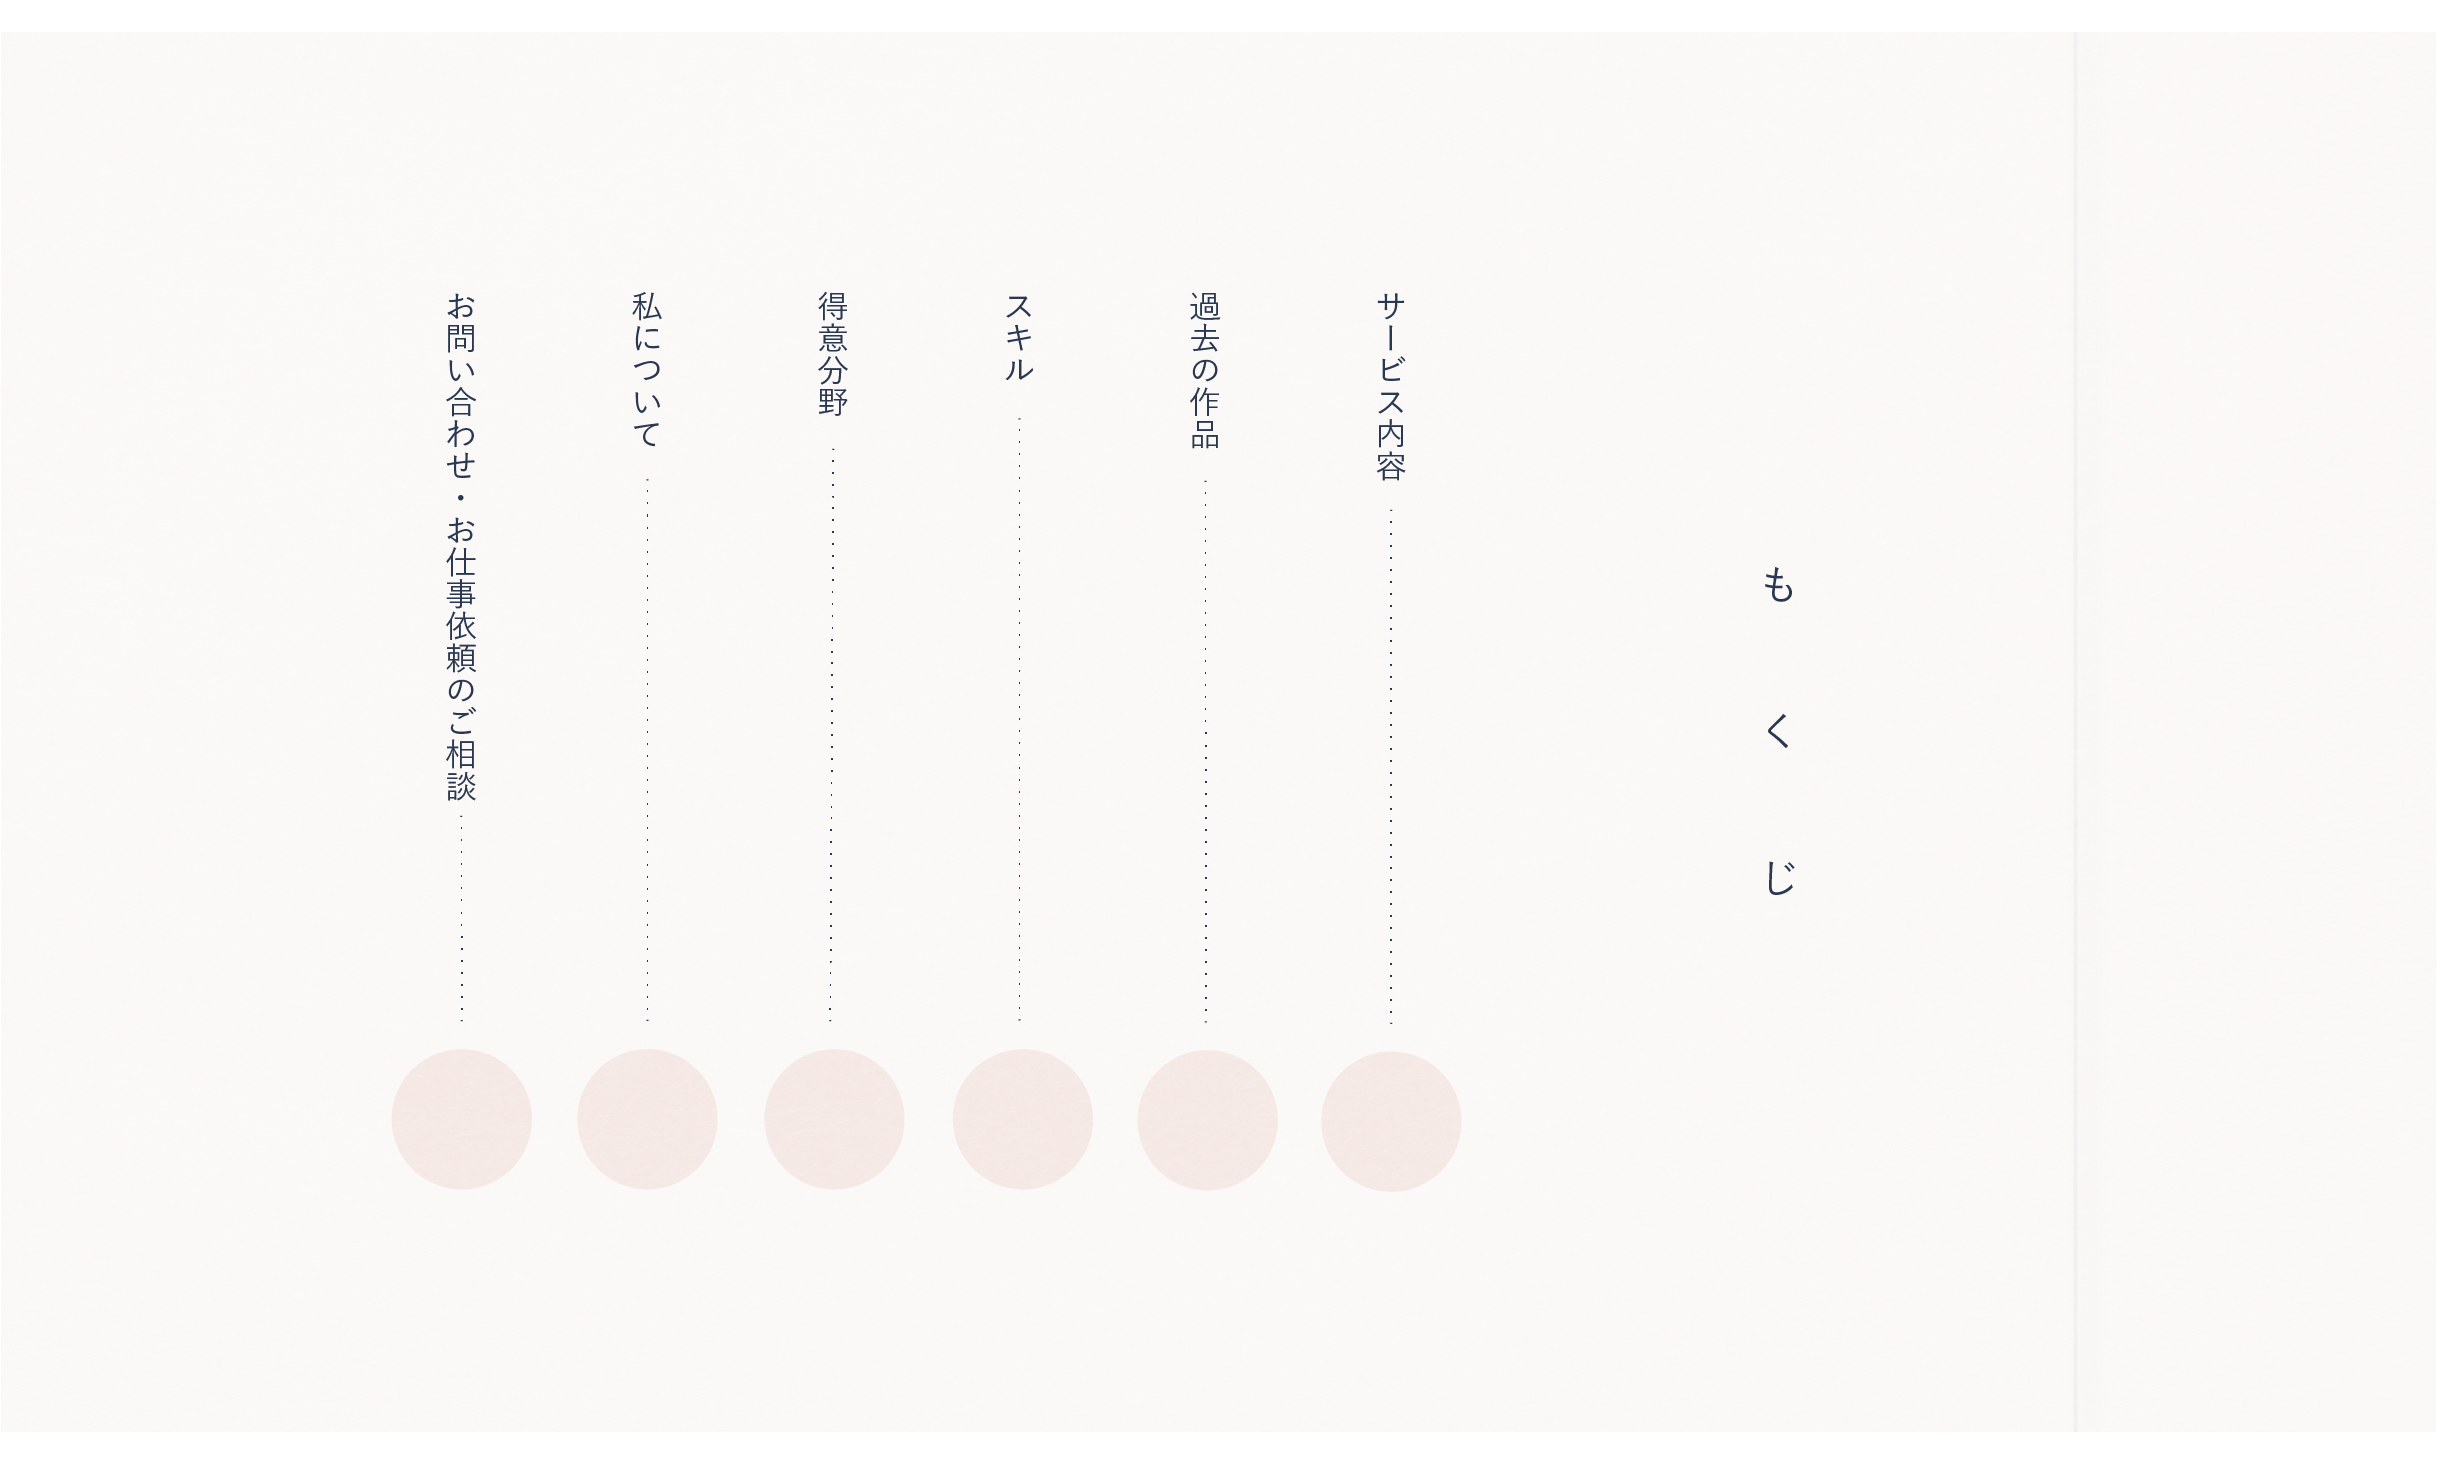 もくじ
サービス内容
過去の作品
スキル
得意分野
私について
お問い合わせ・お仕事依頼のご相談